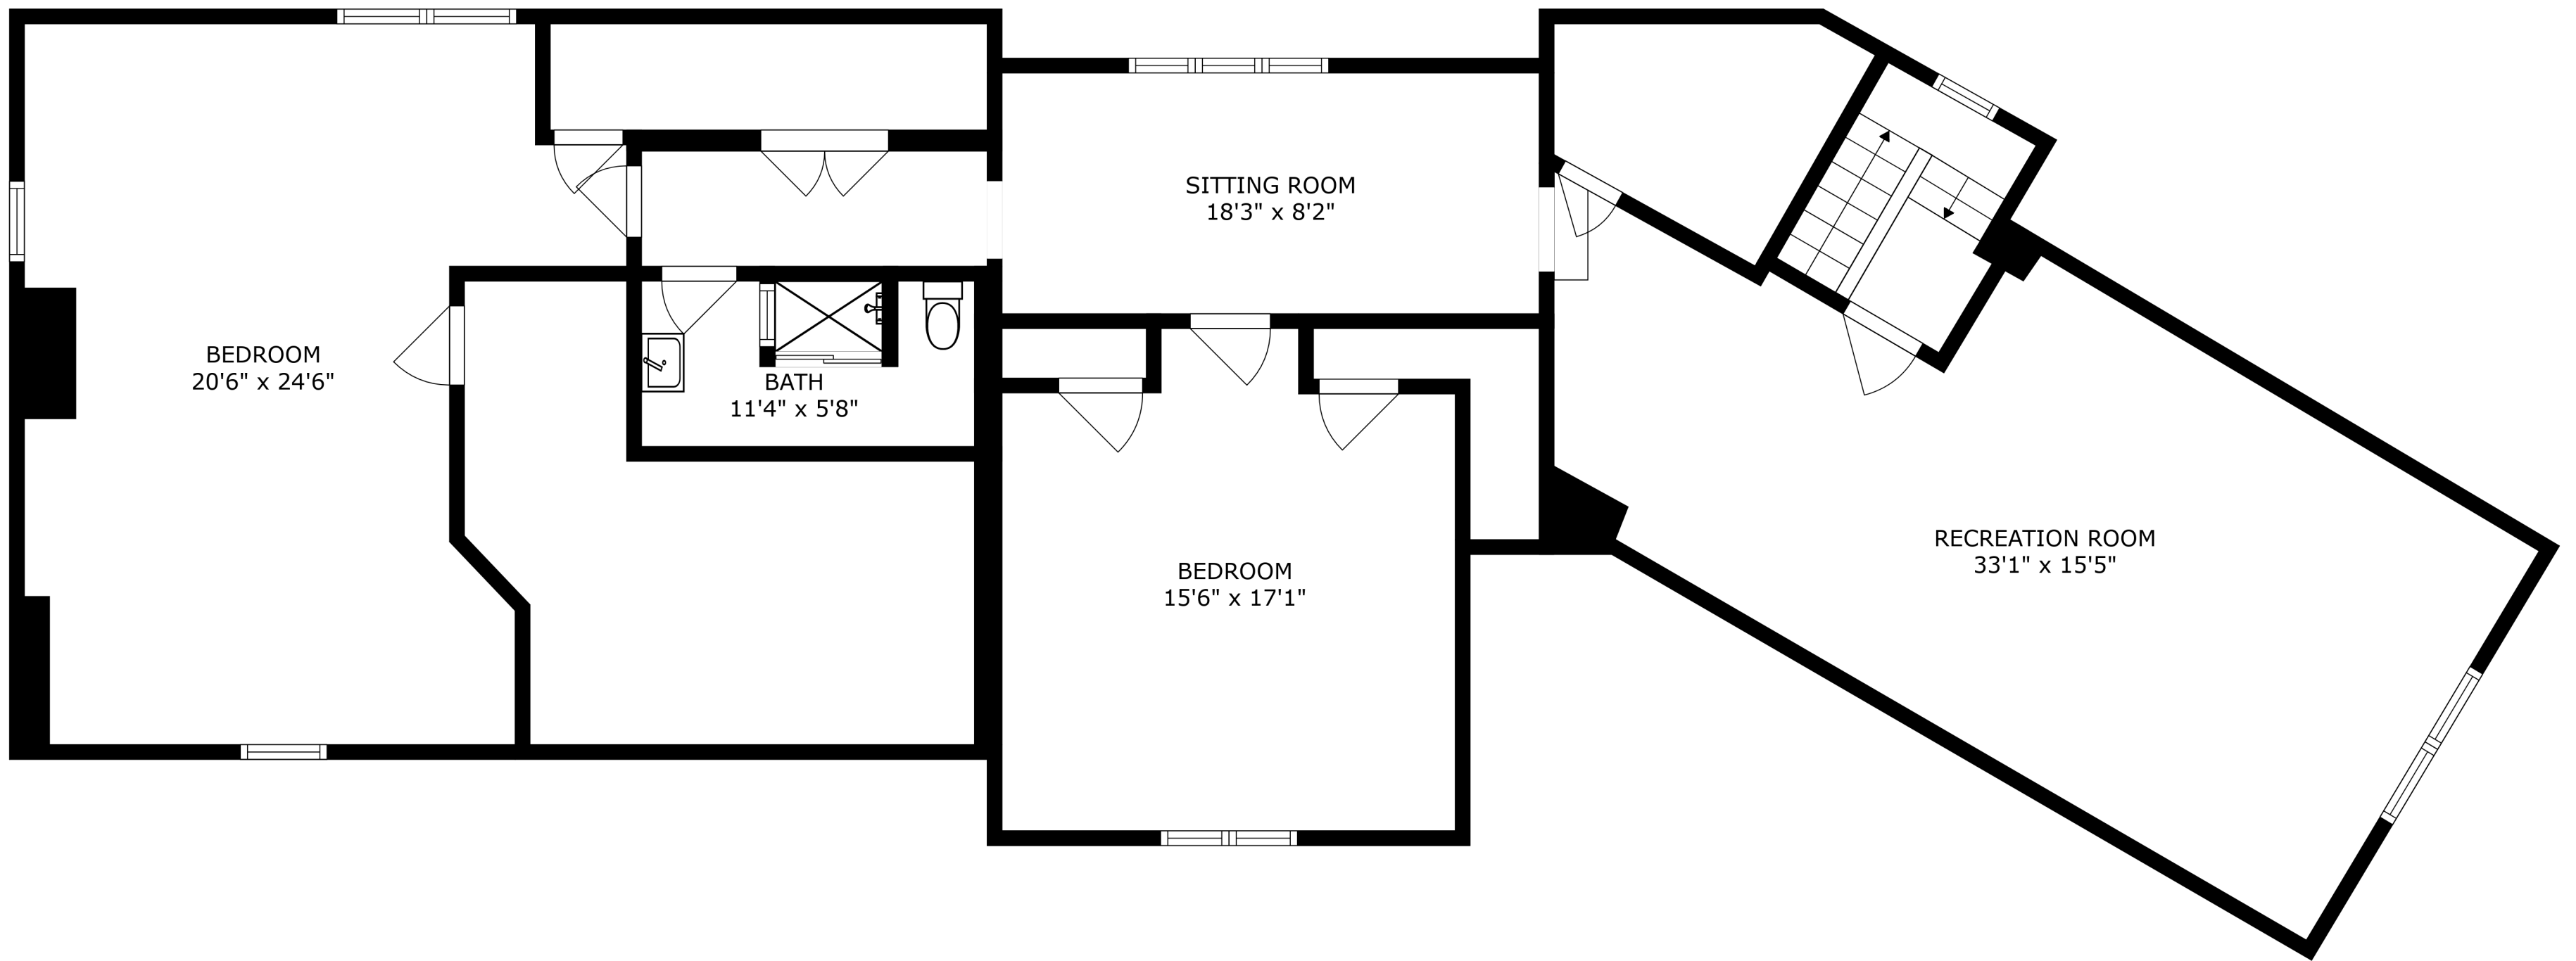 SITTING ROOM
18'3" x 8'2"
BEDROOM
20'6" x 24'6"
BATH
11'4" x 5'8"
RECREATION ROOM
33'1" x 15'5"
BEDROOM
15'6" x 17'1"